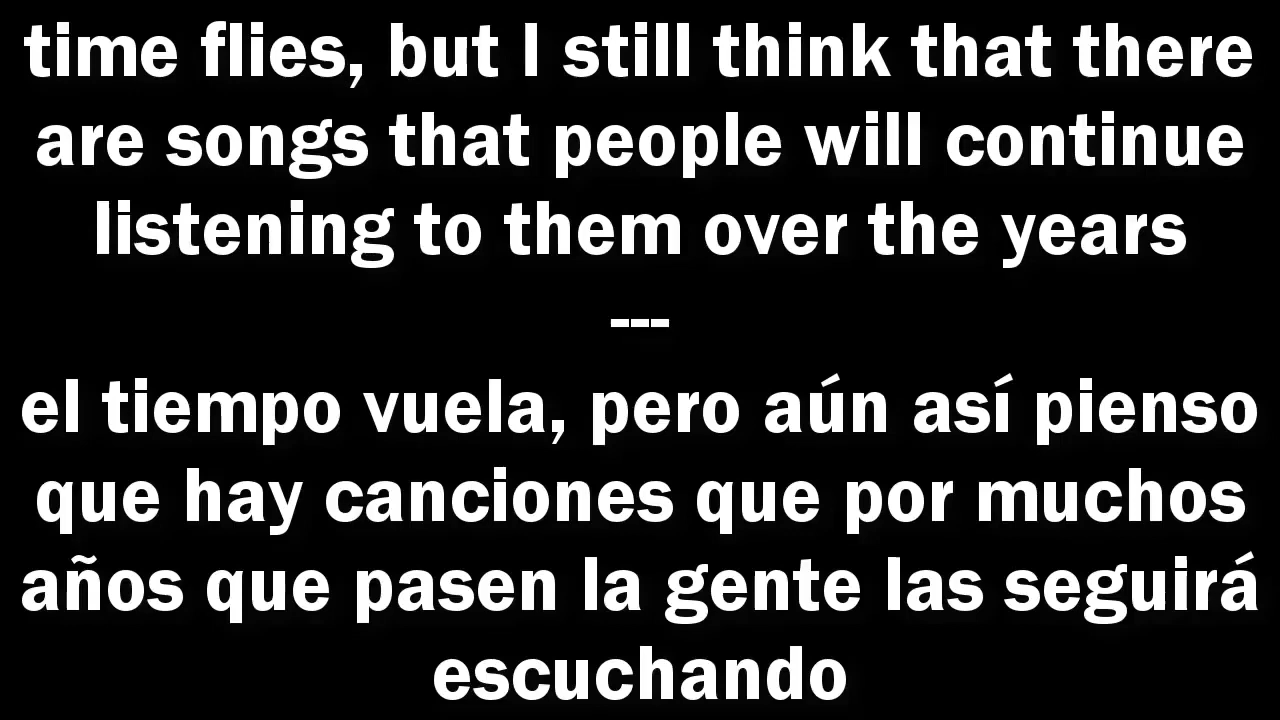 time flies, but I still think that there
are songs that people will continue
listening to them over the years
---
el tiempo vuela, pero aún así pienso
que hay canciones que por muchos
años que pasen la gente las seguirá
escuchando